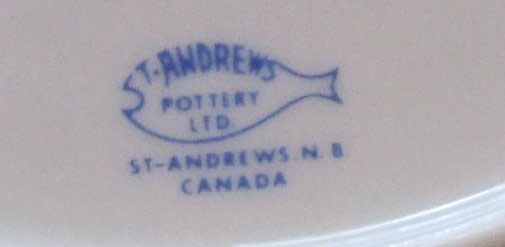 ST-ANDREWS
POTTERY
LTD.
ST-ANDREWS. N. B
CANADA